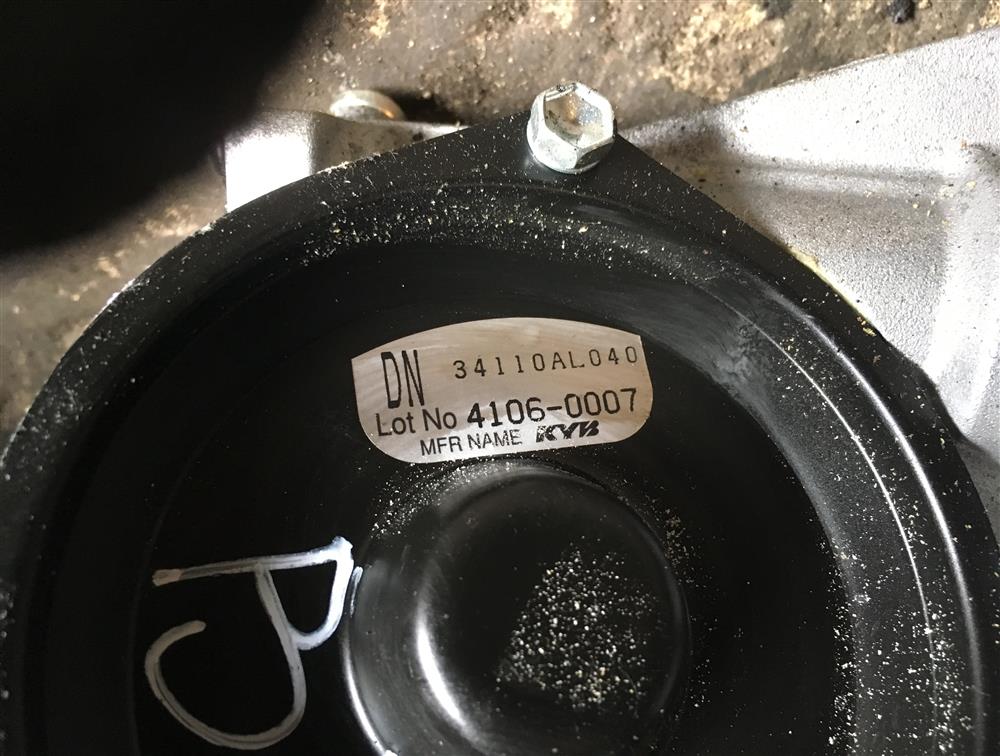 DN 34110AL040
Lot No 4106-0007
MFR NAME KYB